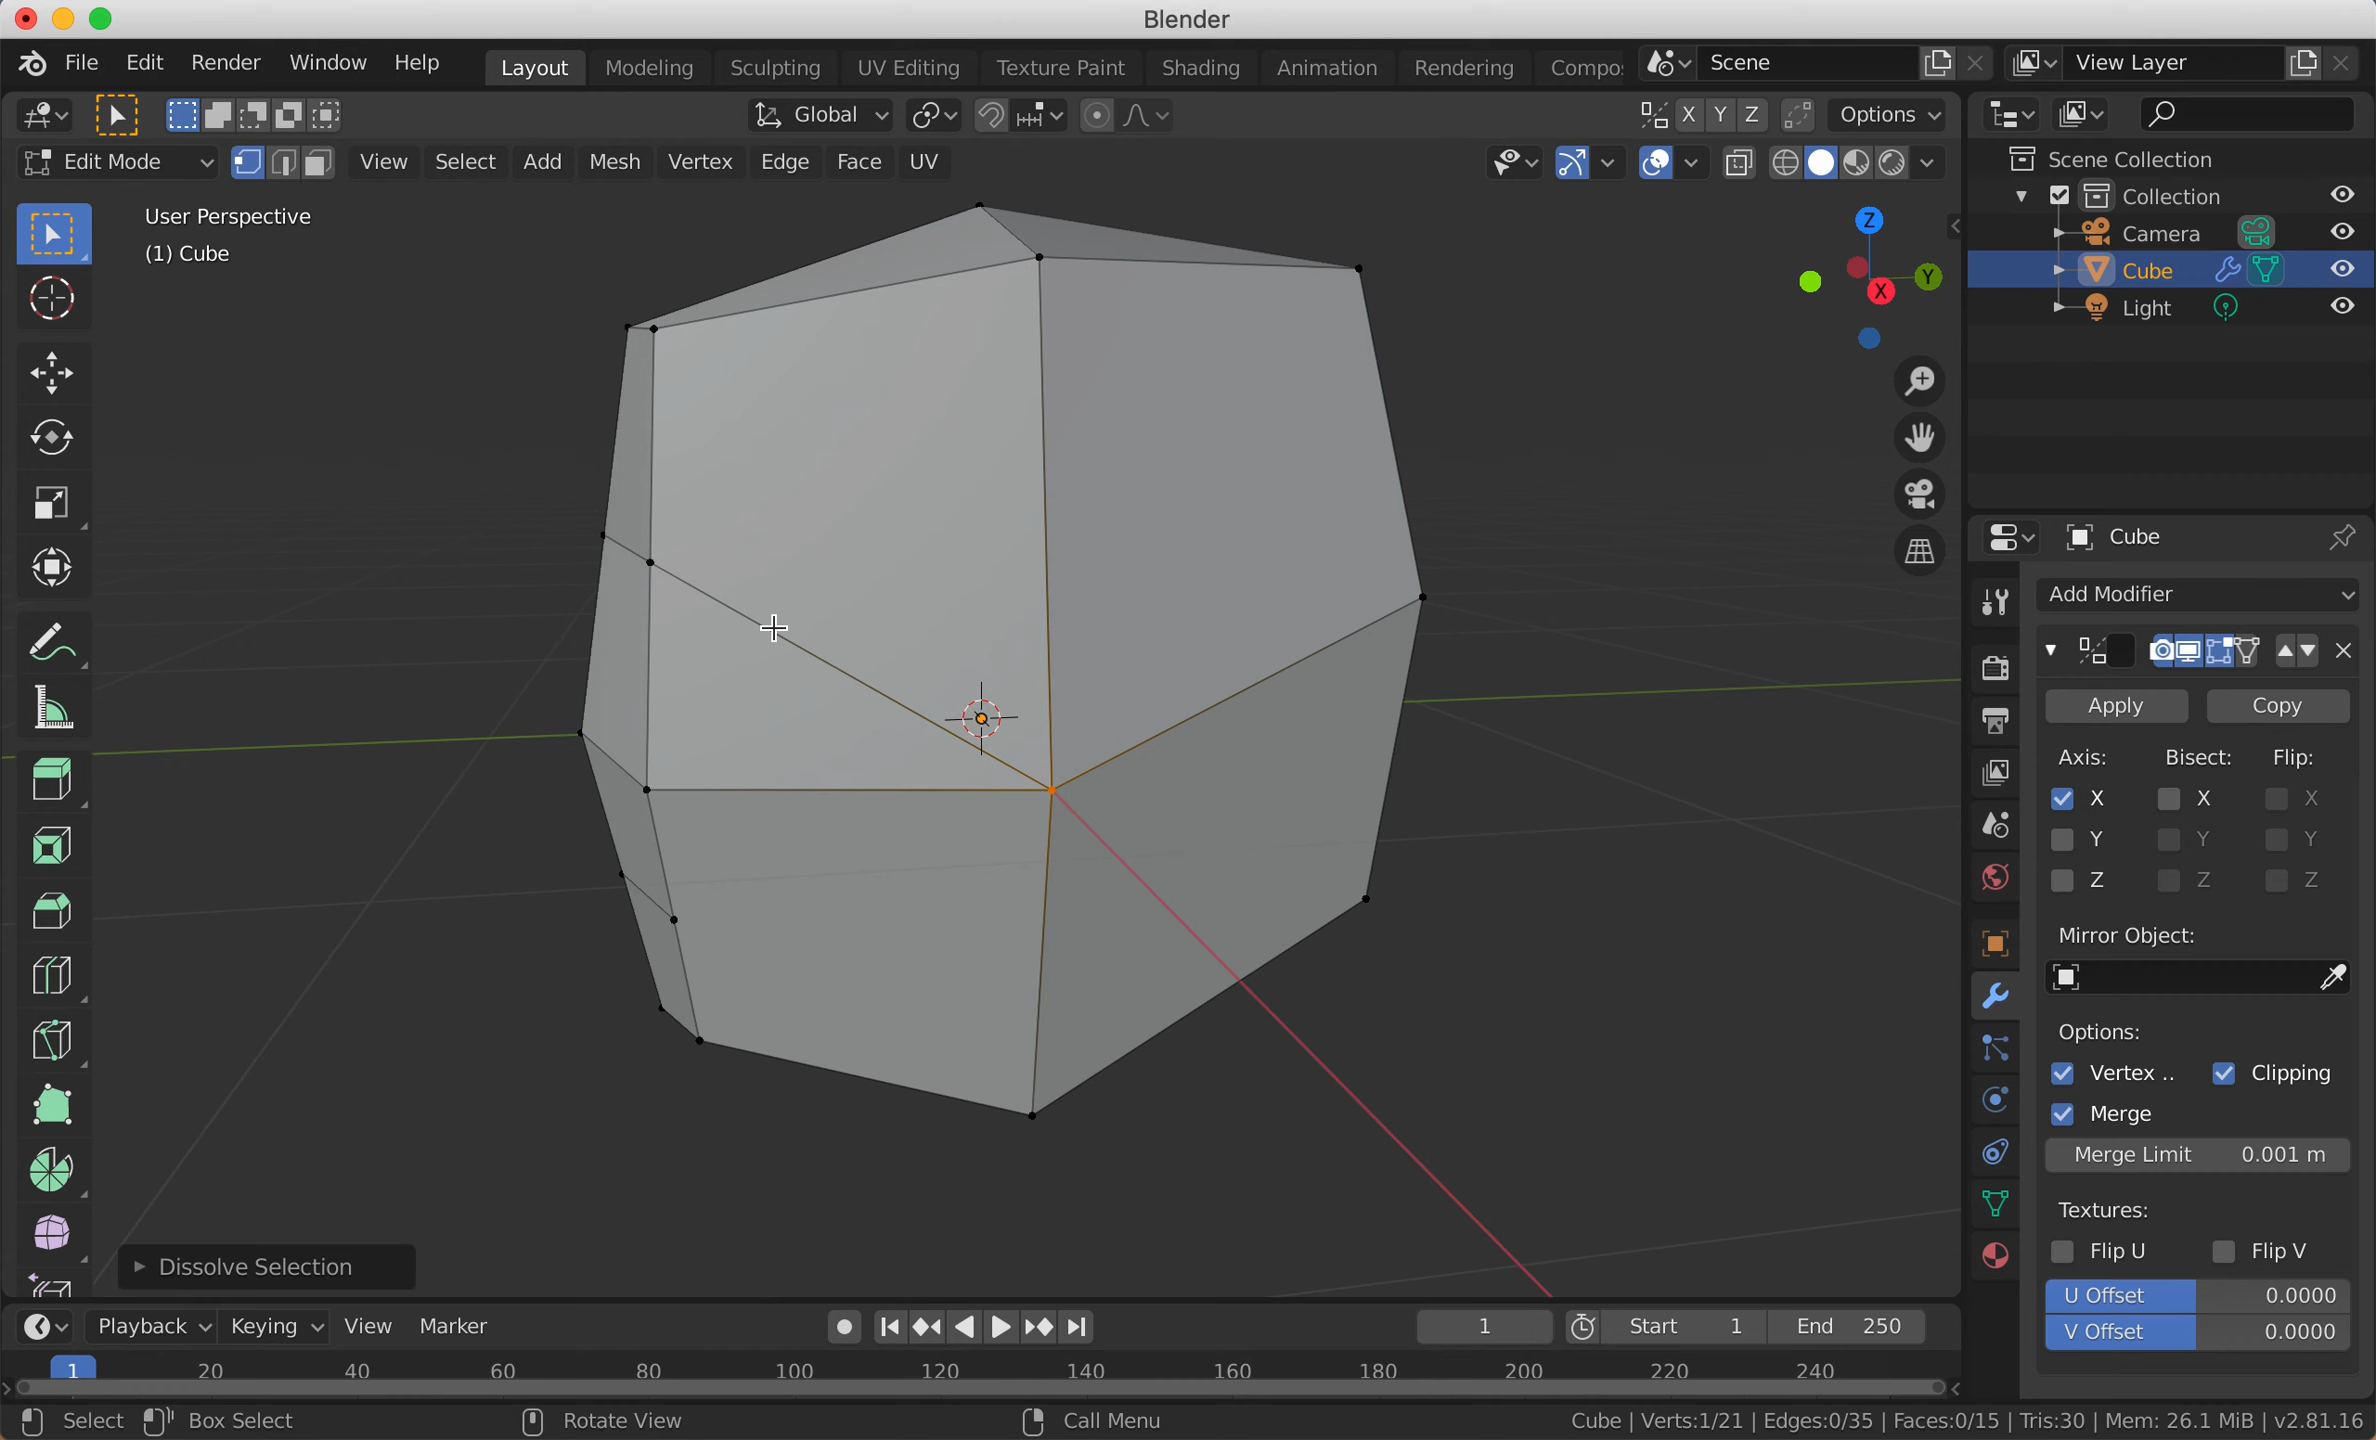 Blender
File Edit Render Window Help Layout Modeling Sculpting UV Editing Texture Paint Shading Animation Rendering Compo Scene View Layer
Global X Y Z Options
Edit Mode View Select Add Mesh Vertex Edge Face UV
User Perspective
(1) Cube
Z
Y
X
Scene Collection
Collection
Camera
Cube
Light
Cube
Add Modifier
Apply Copy
Axis: Bisect: Flip:
X X X
Y Y Y
Z Z Z
Mirror Object:
Options:
Vertex .. Clipping
Merge
Merge Limit 0.001 m
Textures:
Flip U Flip V
U Offset 0.0000
V Offset 0.0000
Dissolve Selection
Playback Keying View Marker 1 Start 1 End 250
1 20 40 60 80 100 120 140 160 180 200 220 240
Select Box Select Rotate View Call Menu Cube | Verts:1/21 | Edges:0/35 | Faces:0/15 | Tris:30 | Mem: 26.1 MiB | v2.81.16